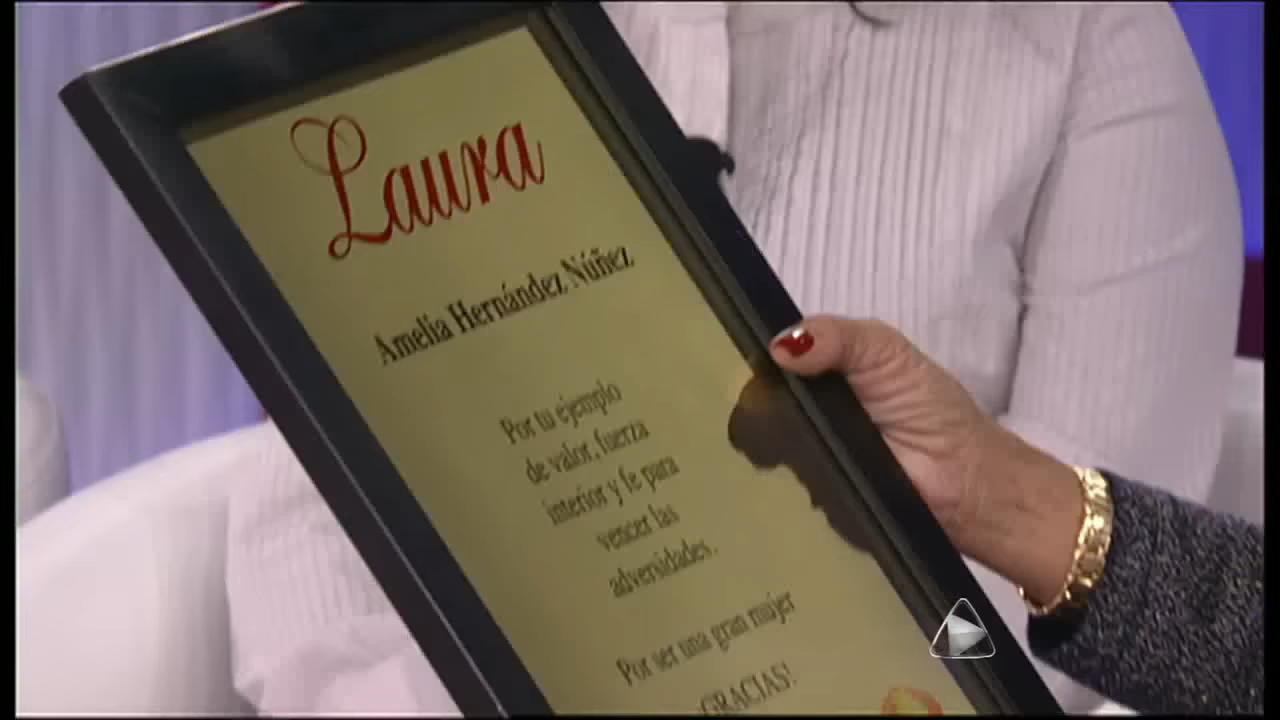 Laura
Amelia Hernández Núñez
Por tu ejemplo
de valor, fuerza
interior y fe para
vencer las
adversidades.
Por ser una gran mujer
¡GRACIAS!